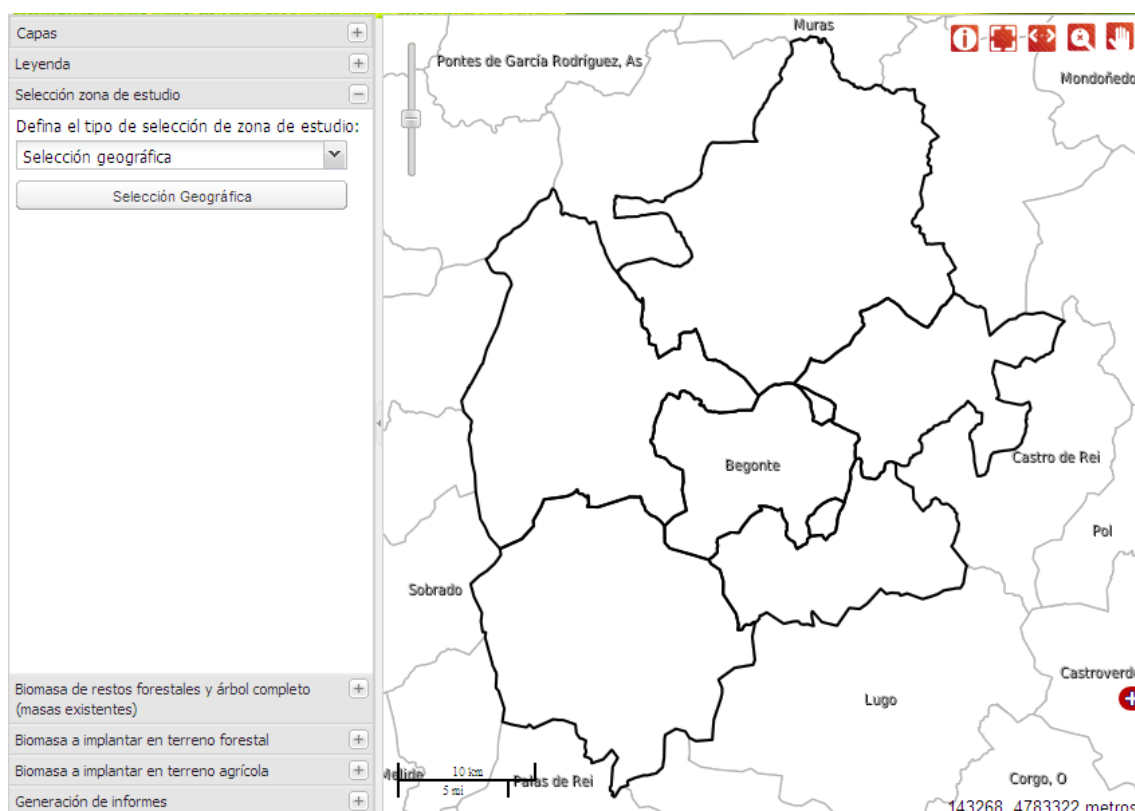 Capas
Leyenda
Selección zona de estudio
Defina el tipo de selección de zona de estudio:
Selección geográfica
Selección Geográfica
Biomasa de restos forestales y árbol completo
(masas existentes)
Biomasa a implantar en terreno forestal
Biomasa a implantar en terreno agrícola
Generación de informes
Muras
Pontes de García Rodríguez, As
Mondoñedo
Begonte
Castro de Rei
Pol
Sobrado
Castroverde
Lugo
Melide
Palas de Rei
Corgo, O
10 km
5 mi
143268, 4783322 metros